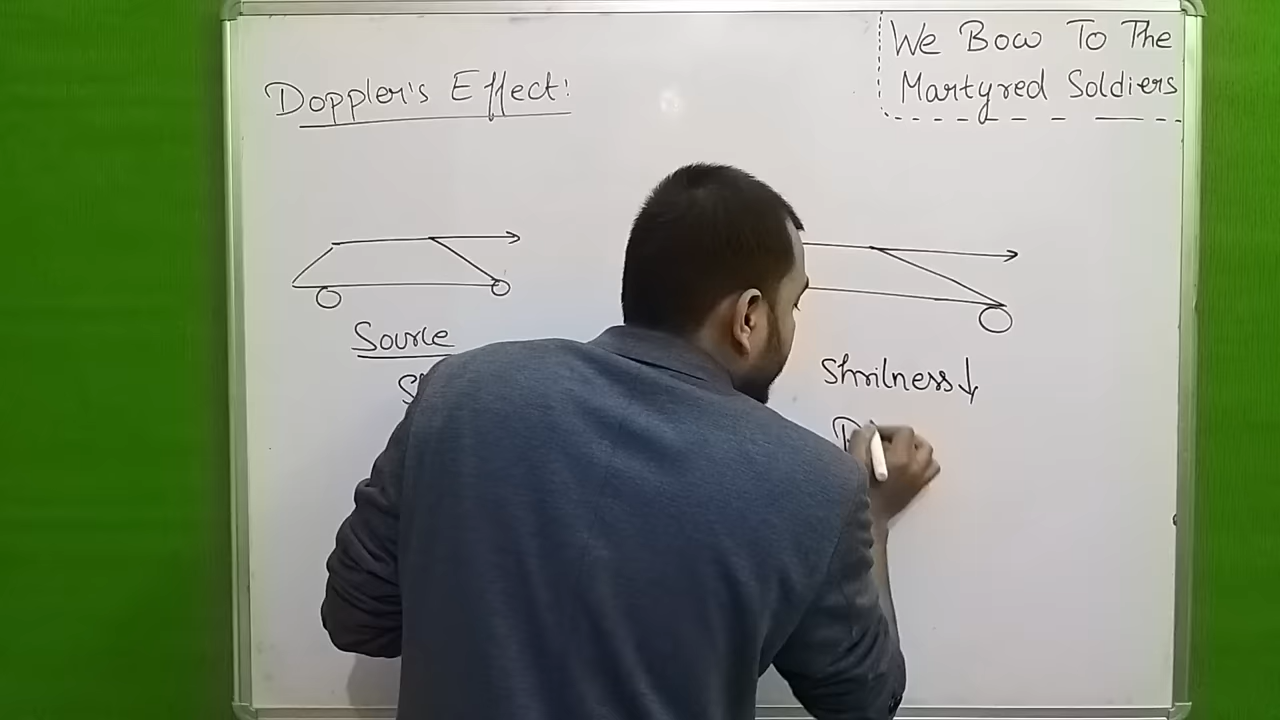 We Bow To The
Martyred Soldiers
Doppler's Effect:
Source
Shrilness↓